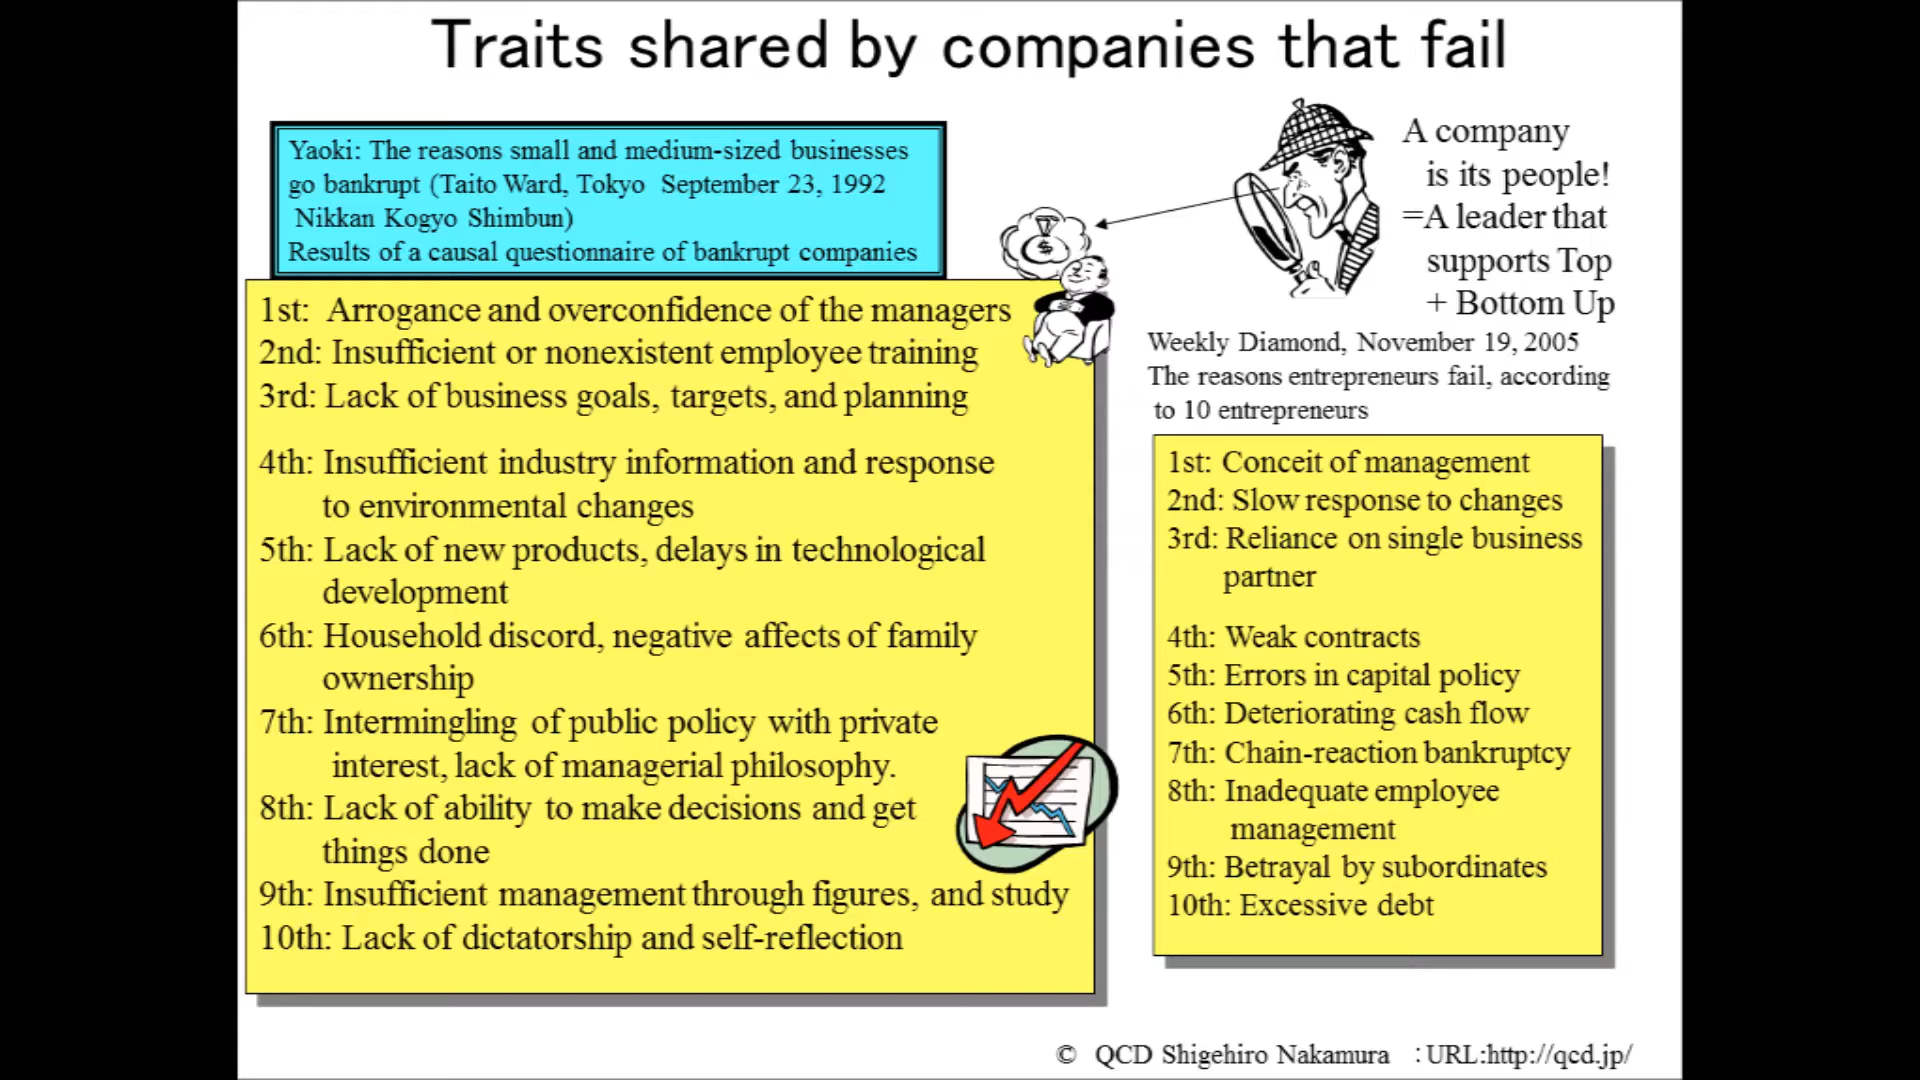 Traits shared by companies that fail
Yaoki: The reasons small and medium-sized businesses
go bankrupt (Taito Ward, Tokyo September 23, 1992
Nikkan Kogyo Shimbun)
Results of a causal questionnaire of bankrupt companies
1st: Arrogance and overconfidence of the managers
2nd: Insufficient or nonexistent employee training
3rd: Lack of business goals, targets, and planning
4th: Insufficient industry information and response
to environmental changes
5th: Lack of new products, delays in technological
development
6th: Household discord, negative affects of family
ownership
7th: Intermingling of public policy with private
interest, lack of managerial philosophy.
8th: Lack of ability to make decisions and get
things done
9th: Insufficient management through figures, and study
10th: Lack of dictatorship and self-reflection
$
A company
is its people!
=A leader that
supports Top
+ Bottom Up
Weekly Diamond, November 19, 2005
The reasons entrepreneurs fail, according
to 10 entrepreneurs
1st: Conceit of management
2nd: Slow response to changes
3rd: Reliance on single business
partner
4th: Weak contracts
5th: Errors in capital policy
6th: Deteriorating cash flow
7th: Chain-reaction bankruptcy
8th: Inadequate employee
management
9th: Betrayal by subordinates
10th: Excessive debt
© QCD Shigehiro Nakamura :URL:http://qcd.jp/